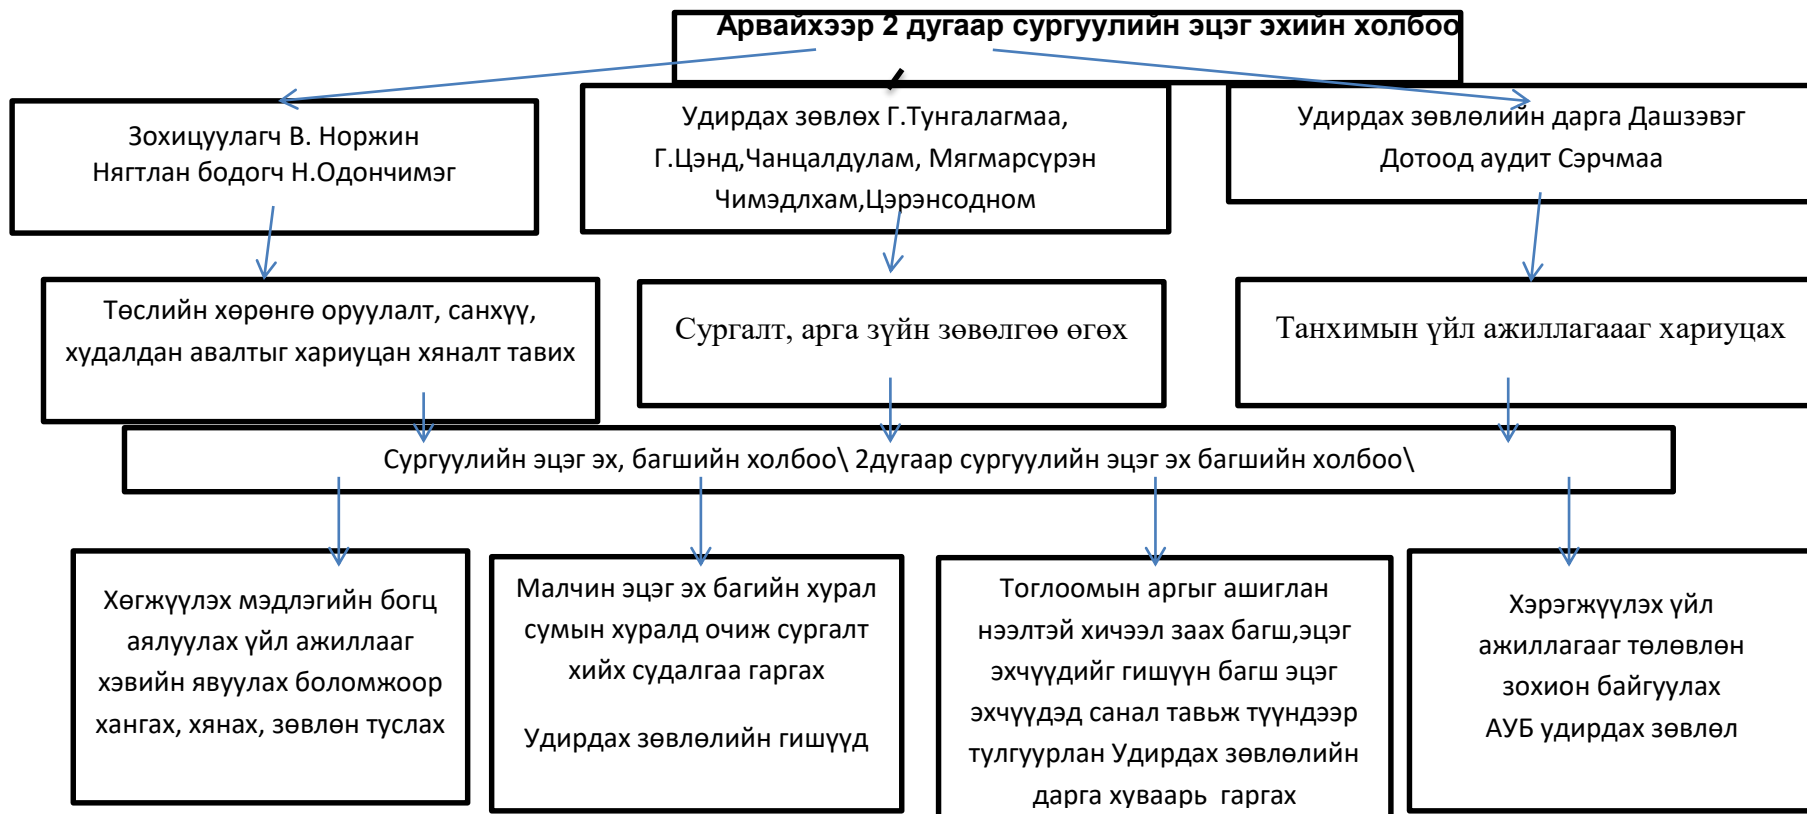 Арвайхээр 2 дугаар сургуулийн эцэг эхийн холбоо
Зохицуулагч В. Норжин
Нягтлан бодогч Н.Одончимэг
Удирдах зөвлөх Г.Тунгалагмаа,
Г.Цэнд,Чанцалдулам, Мягмарсүрэн
Чимэдлхам,Цэрэнсодном
Удирдах зөвлөлийн дарга Дашзэвэг
Дотоод аудит Сэрчмаа
Төслийн хөрөнгө оруулалт, санхүү,
худалдан авалтыг хариуцан хяналт тавих
Сургалт, арга зүйн зөвөлгөө өгөх
Танхимын үйл ажиллагаааг хариуцах
Сургуулийн эцэг эх, багшийн холбоо\ 2дугаар сургуулийн эцэг эх багшийн холбоо\
Хөгжүүлэх мэдлэгийн богц
аялуулах үйл ажиллааг
хэвийн явуулах боломжоор
хангах, хянах, зөвлөн туслах
Малчин эцэг эх багийн хурал
сумын хуралд очиж сургалт
хийх судалгаа гаргах
Удирдах зөвлөлийн гишүүд
Тоглоомын аргыг ашиглан
нээлтэй хичээл заах багш,эцэг
эхчүүдийг гишүүн багш эцэг
эхчүүдэд санал тавьж түүндээр
тулгуурлан Удирдах зөвлөлийн
дарга хуваарь гаргах
Хэрэгжүүлэх үйл
ажиллагааг төлөвлөн
зохион байгуулах
АУБ удирдах зөвлөл